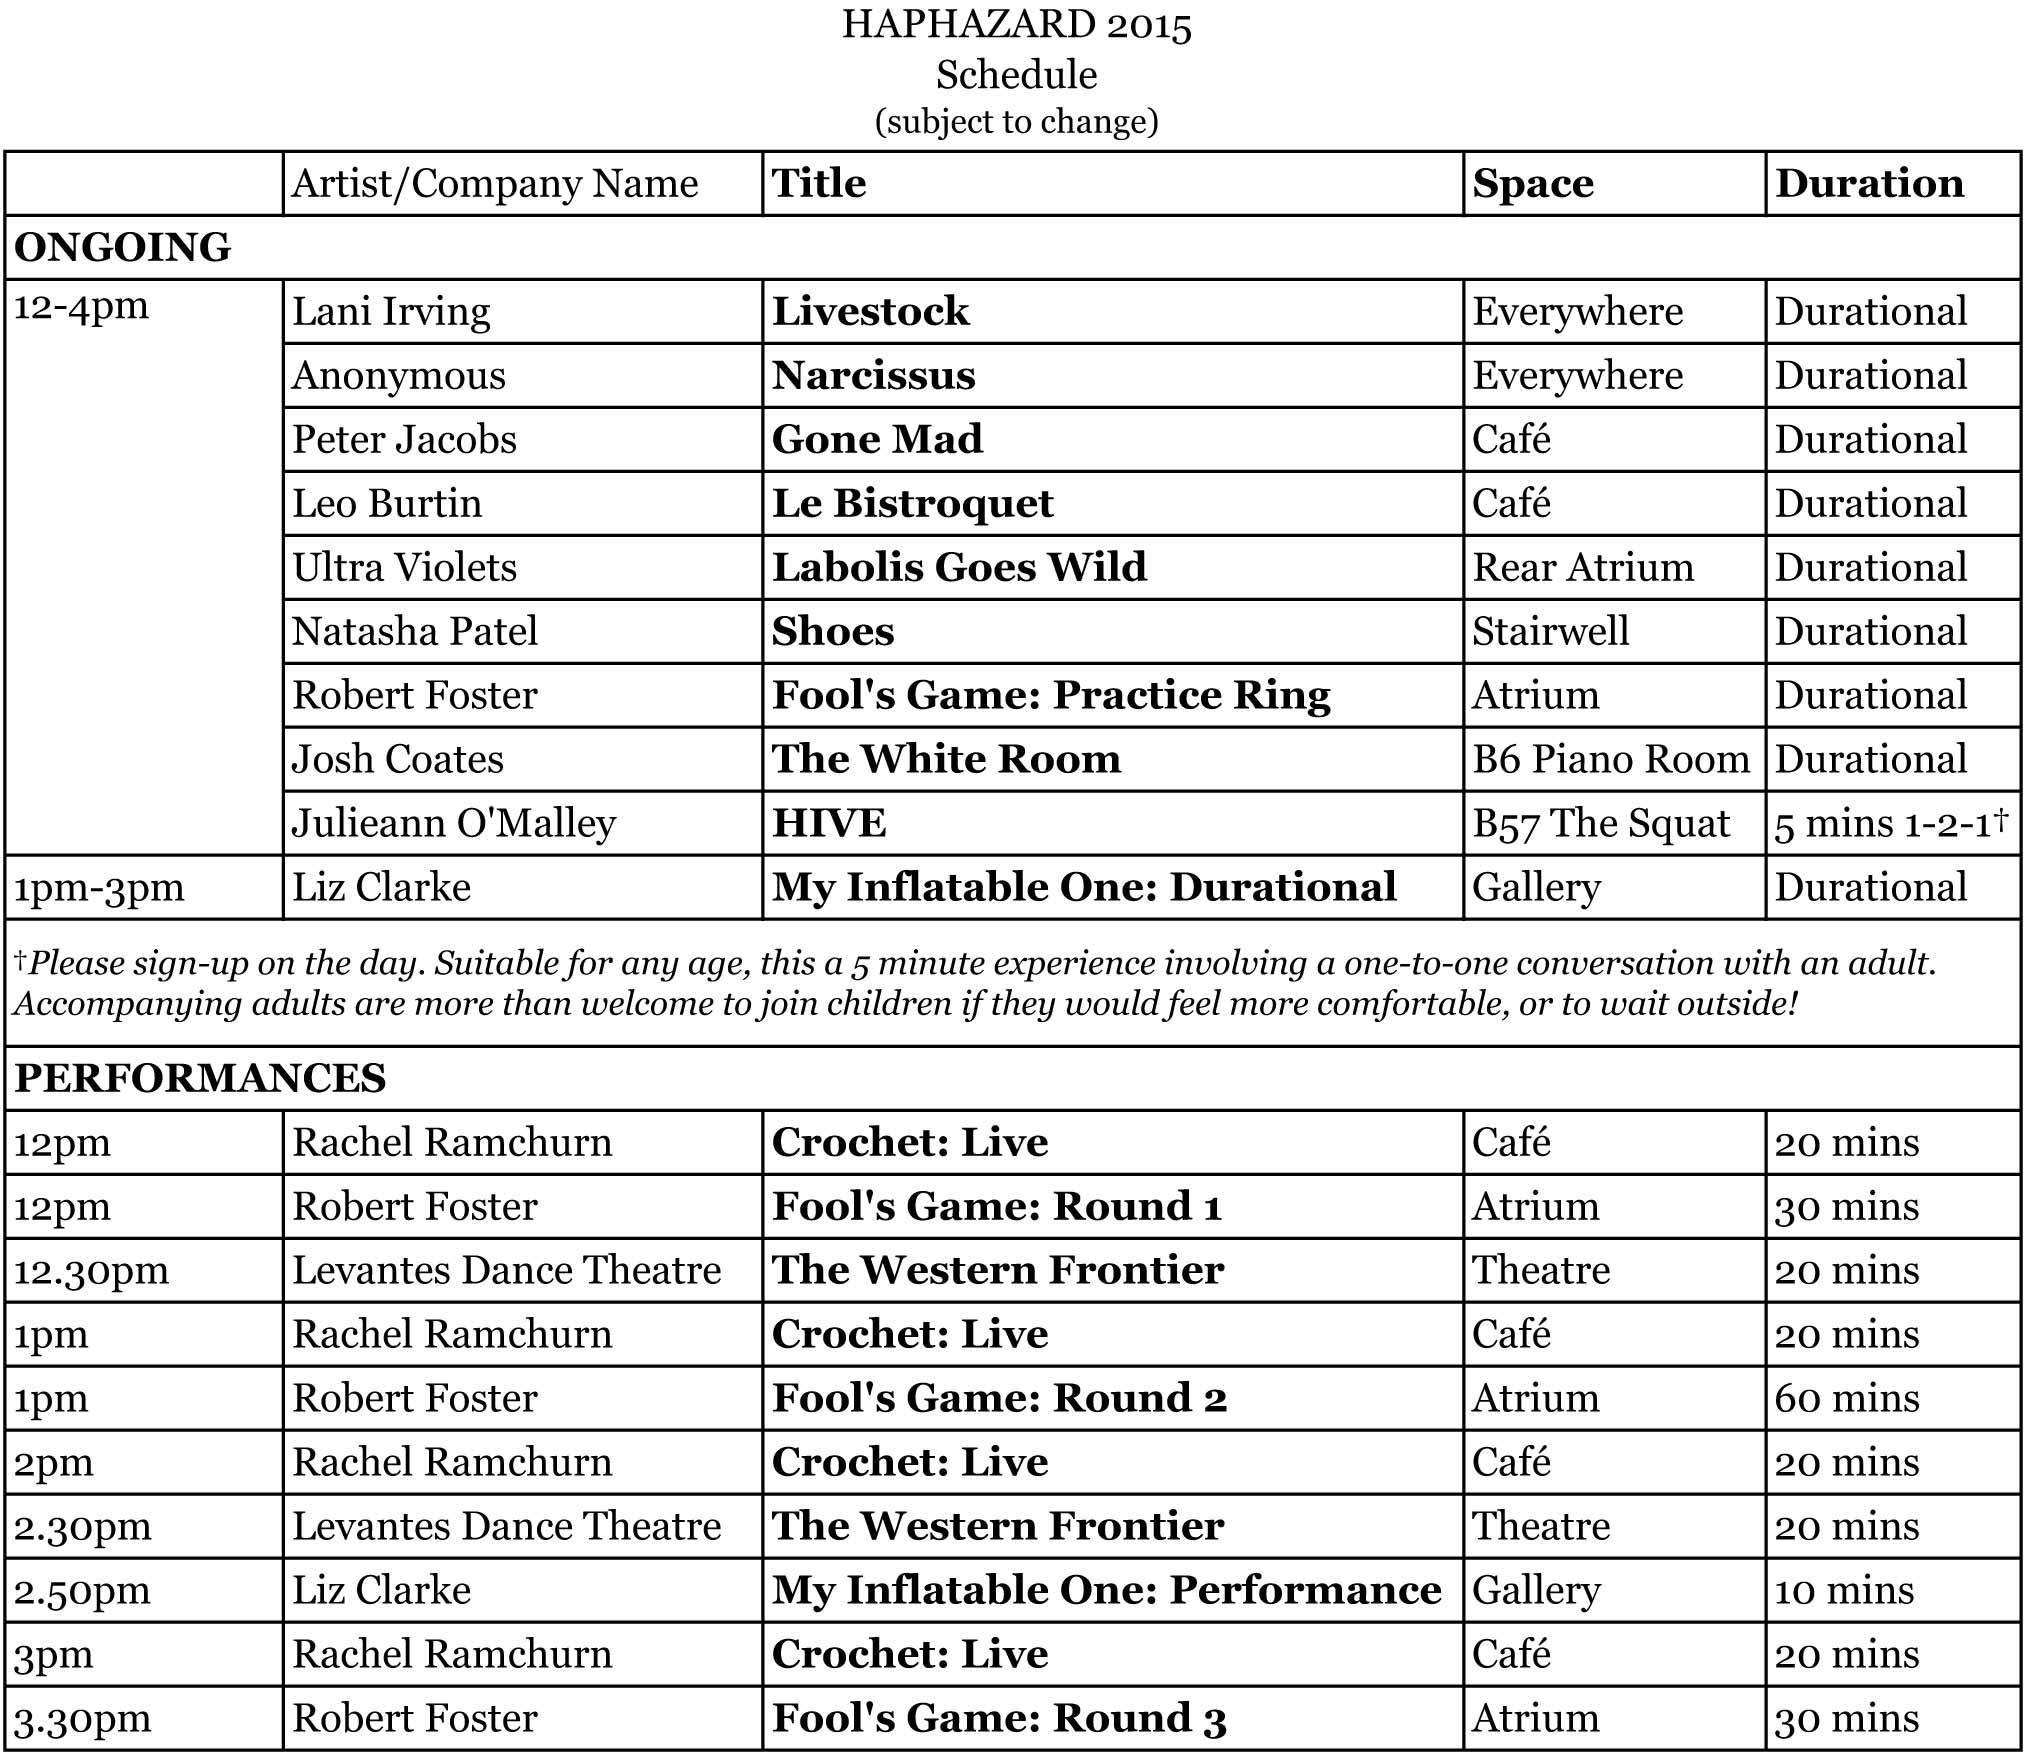 HAPHAZARD 2015
Schedule
(subject to change)
Artist/Company Name Title Space Duration
ONGOING
12-4pm Lani Irving Livestock Everywhere Durational
Anonymous Narcissus Everywhere Durational
Peter Jacobs Gone Mad Café Durational
Leo Burtin Le Bistroquet Café Durational
Ultra Violets Labolis Goes Wild Rear Atrium Durational
Natasha Patel Shoes Stairwell Durational
Robert Foster Fool's Game: Practice Ring Atrium Durational
Josh Coates The White Room B6 Piano Room Durational
Julieann O'Malley HIVE B57 The Squat 5 mins 1-2-1†
1pm-3pm Liz Clarke My Inflatable One: Durational Gallery Durational
†Please sign-up on the day. Suitable for any age, this a 5 minute experience involving a one-to-one conversation with an adult.
Accompanying adults are more than welcome to join children if they would feel more comfortable, or to wait outside!
PERFORMANCES
12pm Rachel Ramchurn Crochet: Live Café 20 mins
12pm Robert Foster Fool's Game: Round 1 Atrium 30 mins
12.30pm Levantes Dance Theatre The Western Frontier Theatre 20 mins
1pm Rachel Ramchurn Crochet: Live Café 20 mins
1pm Robert Foster Fool's Game: Round 2 Atrium 60 mins
2pm Rachel Ramchurn Crochet: Live Café 20 mins
2.30pm Levantes Dance Theatre The Western Frontier Theatre 20 mins
2.50pm Liz Clarke My Inflatable One: Performance Gallery 10 mins
3pm Rachel Ramchurn Crochet: Live Café 20 mins
3.30pm Robert Foster Fool's Game: Round 3 Atrium 30 mins